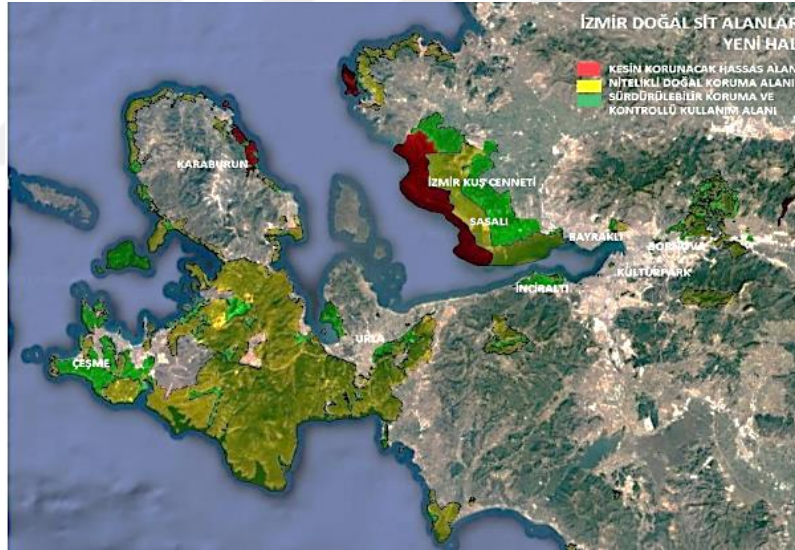 İZMİR DOĞAL SİT ALANLAR
YENİ HAL
KESİN KORUNACAK HASSAS ALAN
NİTELİKLİ DOĞAL KORUMA ALANI
SÜRDÜRÜLEBİLİR KORUMA VE
KONTROLLÜ KULLANIM ALANI
KARABURUN
İZMİR KUŞ CENNETİ
SASALI
BAYRAKLI
BORNOVA
KÜLTÜRPARK
İNCİRALTI
URLA
ÇEŞME